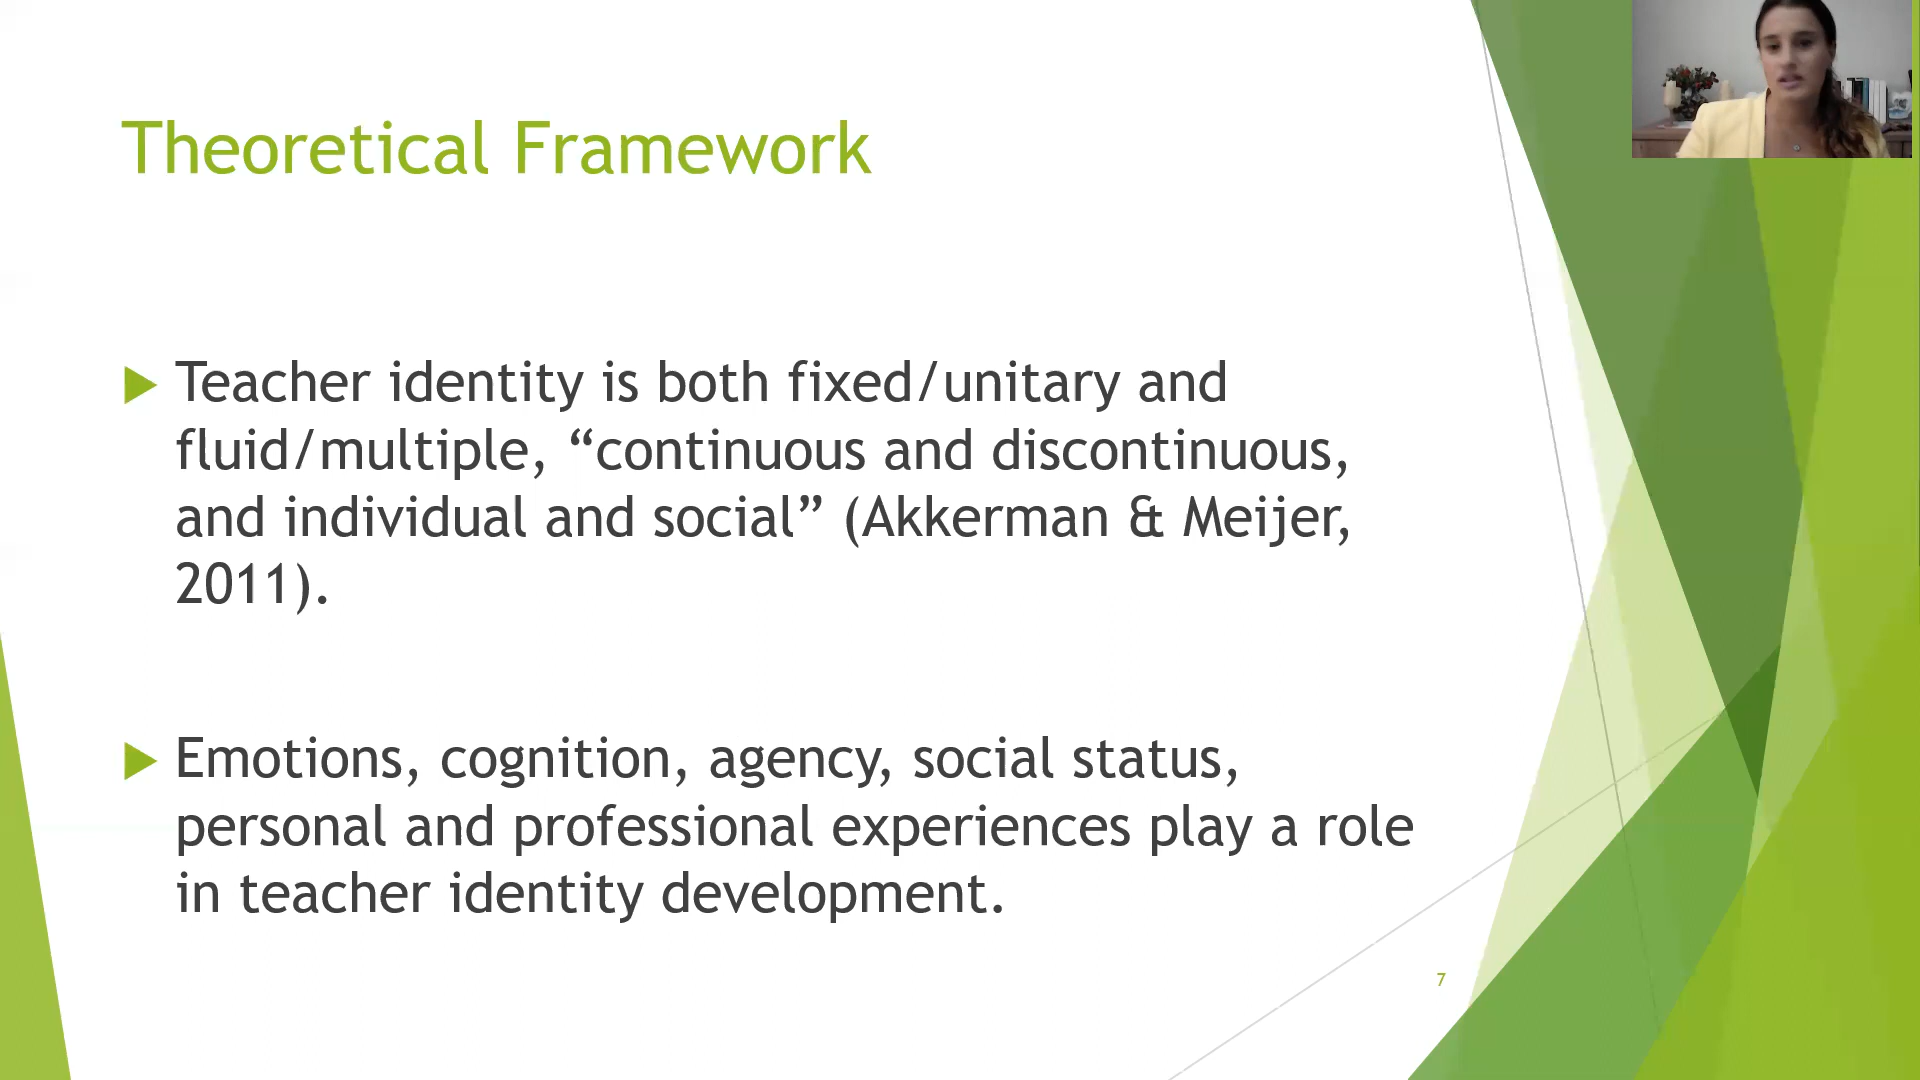 Theoretical Framework
Teacher identity is both fixed/unitary and
fluid/multiple, “continuous and discontinuous,
and individual and social” (Akkerman & Meijer,
2011).
Emotions, cognition, agency, social status,
personal and professional experiences play a role
in teacher identity development.
7